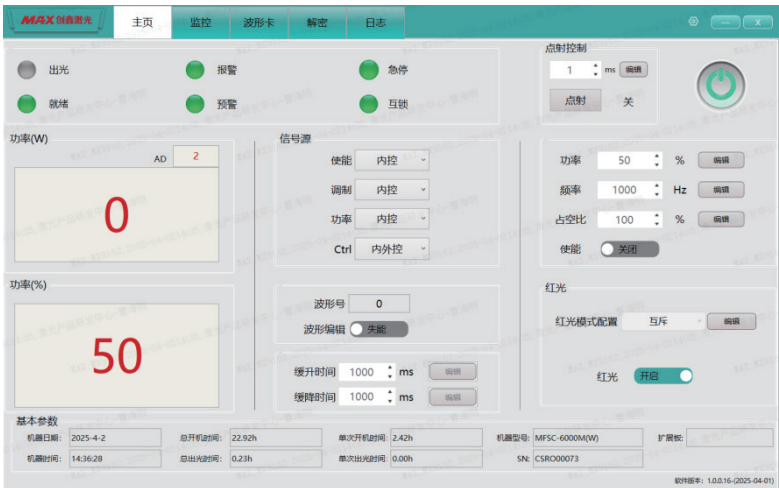 MAX 创鑫激光 主页 监控 波形卡 解密 日志 — X
出光 报警 急停
就绪 预警 互锁
点射控制
1 ms 编辑
点射 关
功率(W)
AD 2
0
信号源
使能 内控
调制 内控
功率 内控
Ctrl 内外控
功率 50 % 编辑
频率 1000 Hz 编辑
占空比 100 % 编辑
使能 关闭
功率(%)
50
波形号 0
波形编辑 失能
缓升时间 1000 ms 编辑
缓降时间 1000 ms 编辑
红光
红光模式配置 互斥 编辑
红光 开启
基本参数
机器日期: 2025-4-2 总开机时间: 22.92h 单次开机时间: 2.42h 机器型号: MFSC-6000M(W) 扩展板:
机器时间: 14:36:28 总出光时间: 0.23h 单次出光时间: 0.00h SN: CSRO00073
软件版本: 1.0.0.16-(2025-04-01)